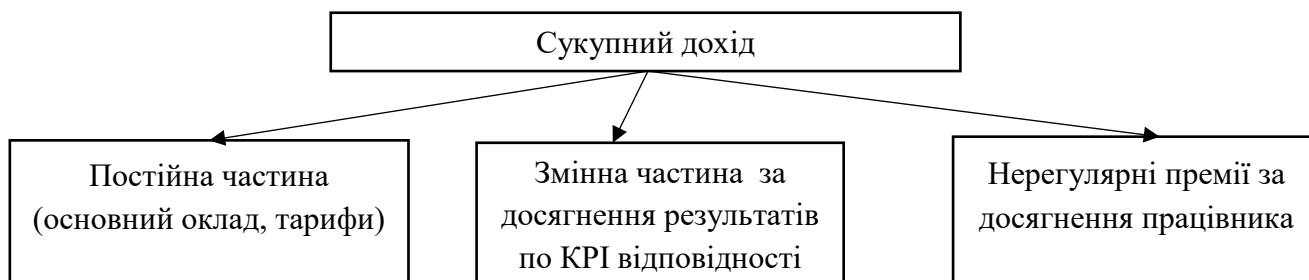 Сукупний дохід
Постійна частина
(основний оклад, тарифи)
Змінна частина за
досягнення результатів
по КРІ відповідності
Нерегулярні премії за
досягнення працівника